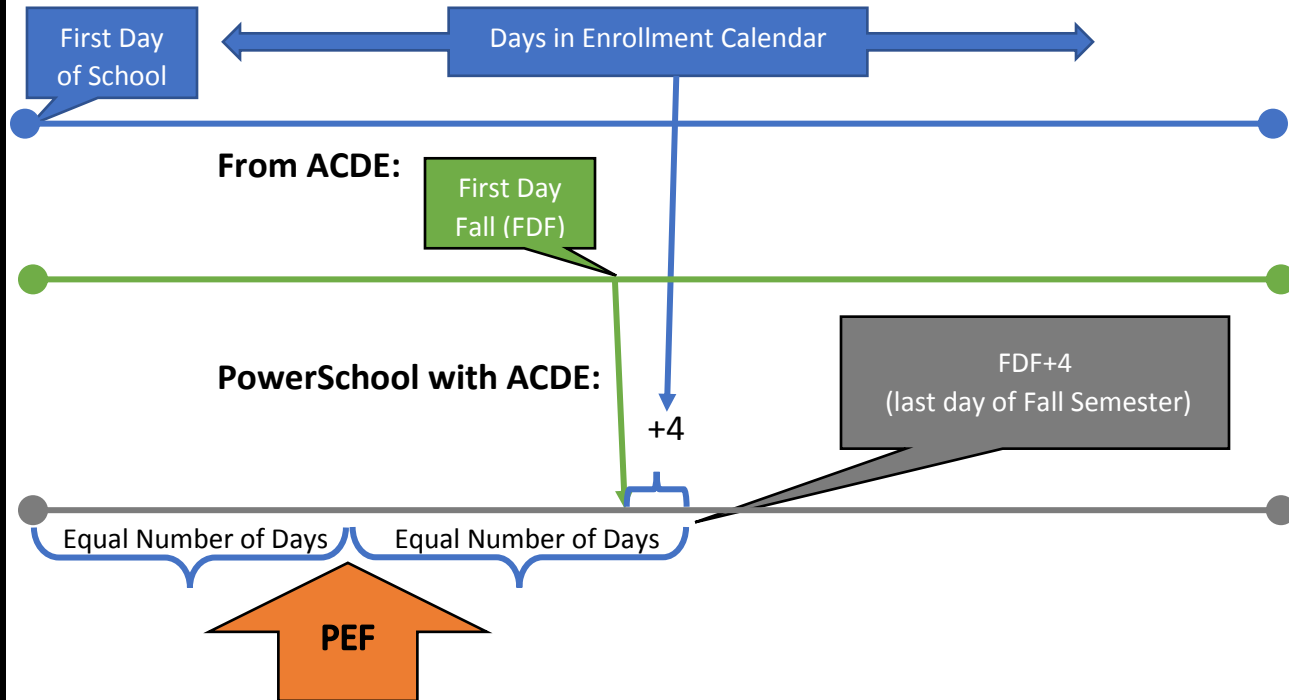 First Day
of School
Days in Enrollment Calendar
From ACDE:
First Day
Fall (FDF)
PowerSchool with ACDE:
+4
FDF+4
(last day of Fall Semester)
Equal Number of Days
Equal Number of Days
PEF